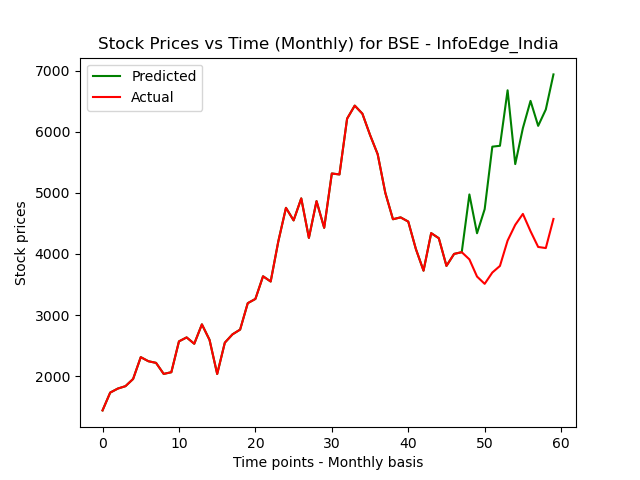 Stock Prices vs Time (Monthly) for BSE - InfoEdge_India
Predicted
Actual
7000
6000
5000
4000
3000
2000
Stock prices
0 10 20 30 40 50 60
Time points - Monthly basis